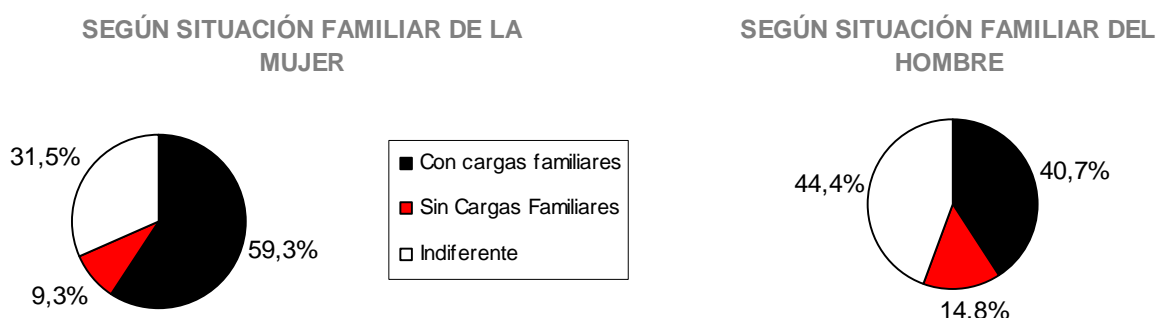 SEGÚN SITUACIÓN FAMILIAR DE LA
MUJER
31,5%
59,3%
9,3%
Con cargas familiares
Sin Cargas Familiares
Indiferente
SEGÚN SITUACIÓN FAMILIAR DEL
HOMBRE
44,4%
40,7%
14,8%